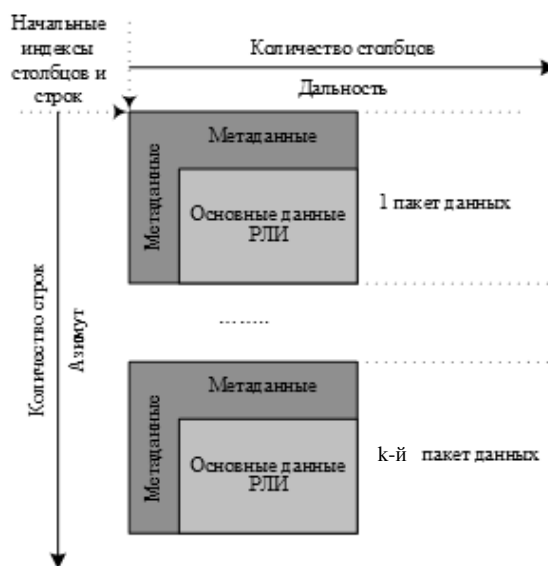 Начальные
индексы
столбцов и
строк
Количество столбцов
Дальность
Метаданные
Метаданные
Основные данные
РЛИ
1 пакет данных
Количество строк
Азимут
........
Метаданные
Метаданные
Основные данные
РЛИ
k-й пакет данных